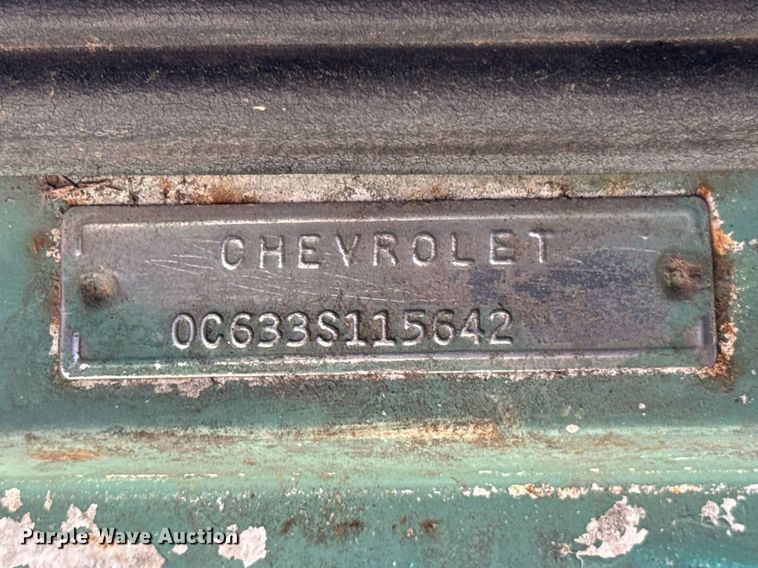 CHEVROLET
0C633S115642
Purple Wave Auction